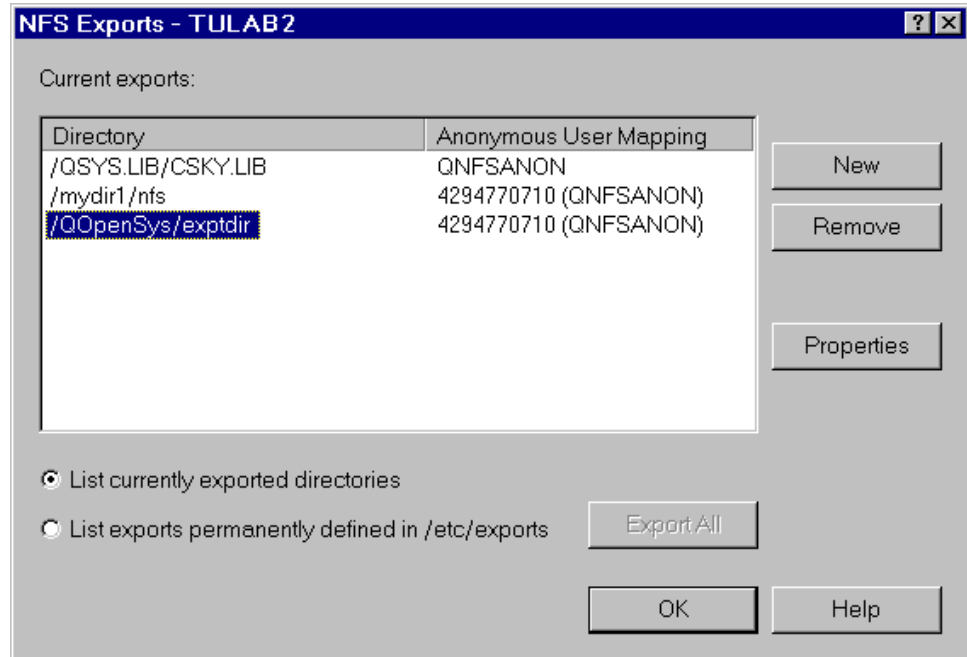 NFS Exports - TULAB2
Current exports:
Directory Anonymous User Mapping
/QSYS.LIB/CSKY.LIB QNFSANON
/mydir1/nfs 4294770710 (QNFSANON)
/QOpenSys/exptdir 4294770710 (QNFSANON)
New
Remove
Properties
List currently exported directories
List exports permanently defined in /etc/exports
Export All
OK Help